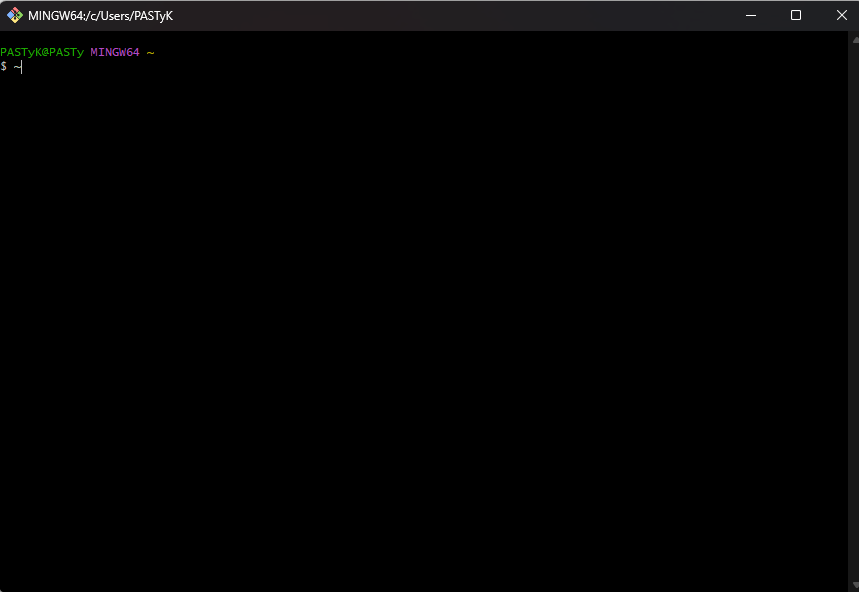 MINGW64:/c/Users/PASTyK
PASTyK@PASTy MINGW64 ~
$ ~